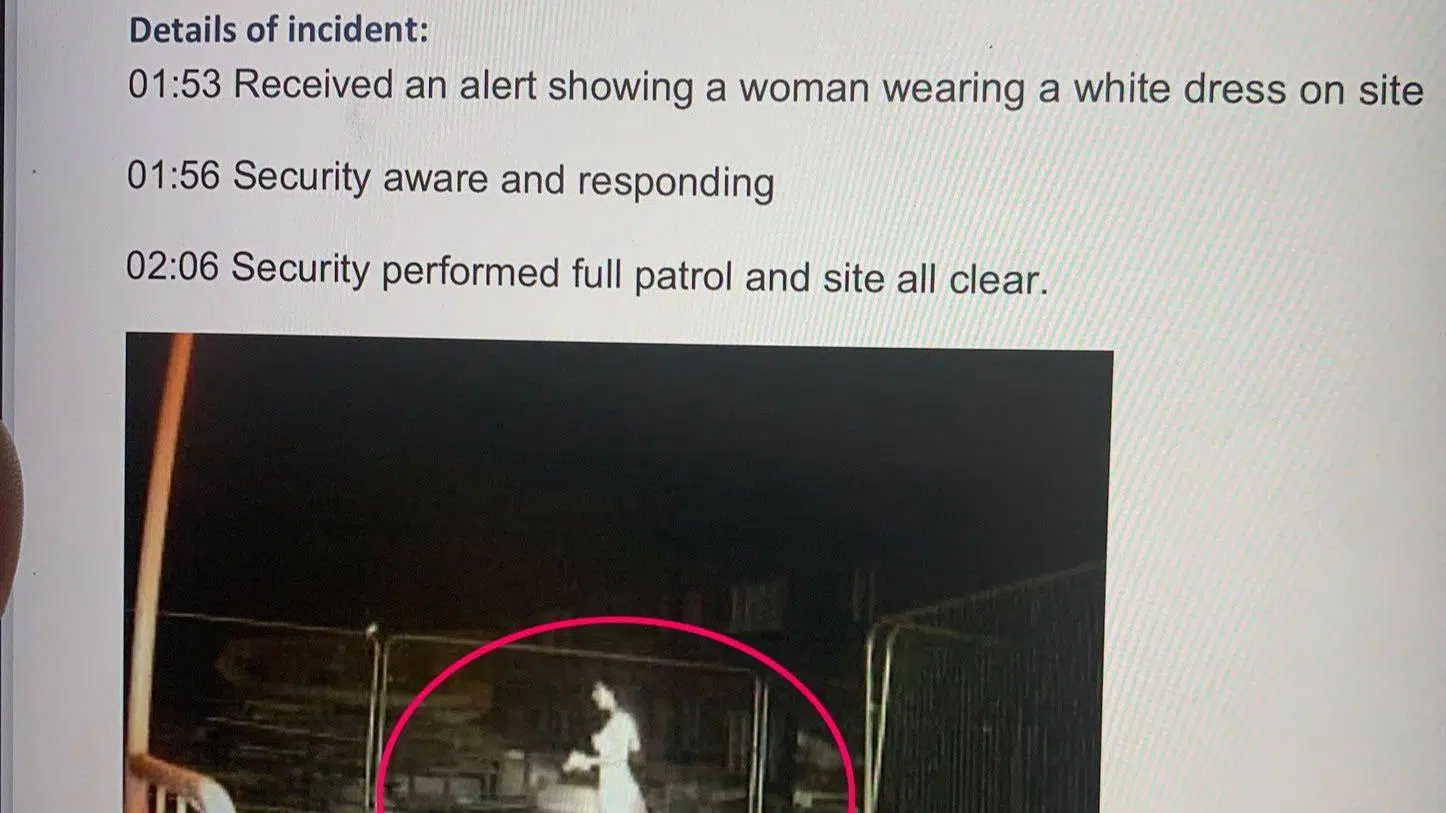 Details of incident:
01:53 Received an alert showing a woman wearing a white dress on site
01:56 Security aware and responding
02:06 Security performed full patrol and site all clear.